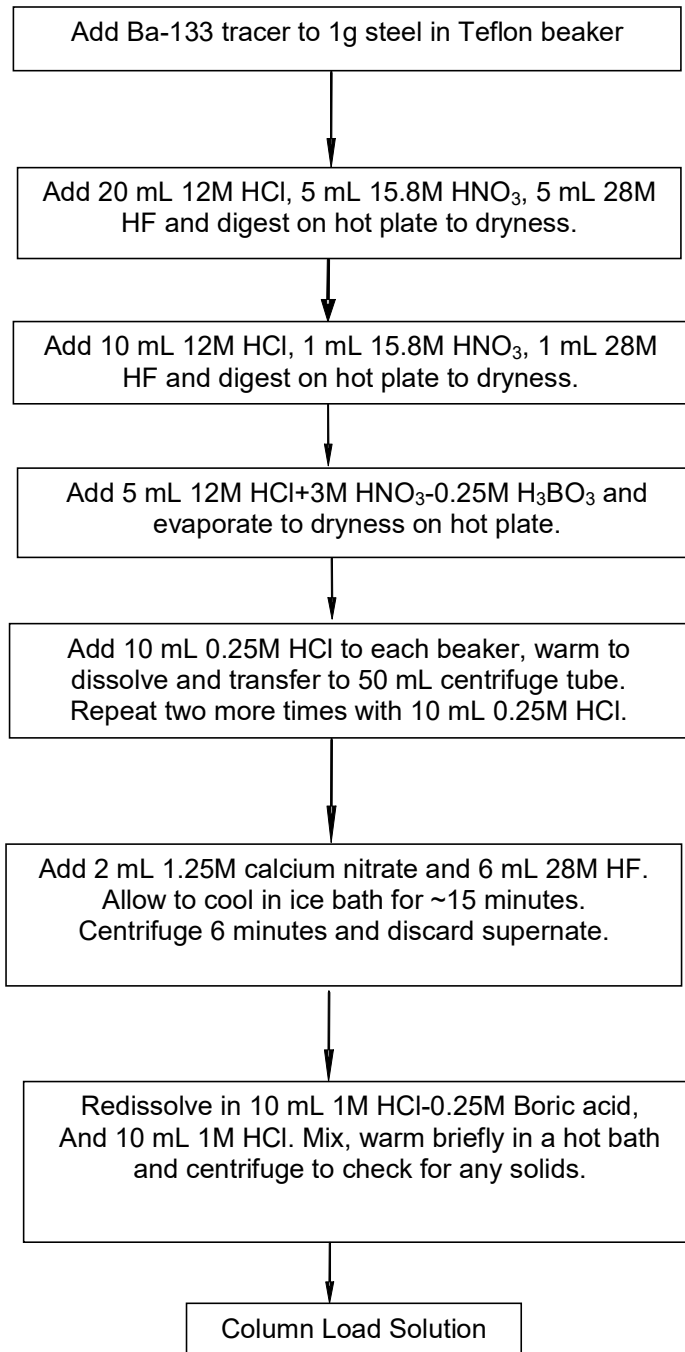 Add Ba-133 tracer to 1g steel in Teflon beaker
Add 20 mL 12M HCl, 5 mL 15.8M HNO₃, 5 mL 28M
HF and digest on hot plate to dryness.
Add 10 mL 12M HCl, 1 mL 15.8M HNO₃, 1 mL 28M
HF and digest on hot plate to dryness.
Add 5 mL 12M HCl+3M HNO₃-0.25M H₃BO₃ and
evaporate to dryness on hot plate.
Add 10 mL 0.25M HCl to each beaker, warm to
dissolve and transfer to 50 mL centrifuge tube.
Repeat two more times with 10 mL 0.25M HCl.
Add 2 mL 1.25M calcium nitrate and 6 mL 28M HF.
Allow to cool in ice bath for ~15 minutes.
Centrifuge 6 minutes and discard supernate.
Redissolve in 10 mL 1M HCl-0.25M Boric acid,
And 10 mL 1M HCl. Mix, warm briefly in a hot bath
and centrifuge to check for any solids.
Column Load Solution